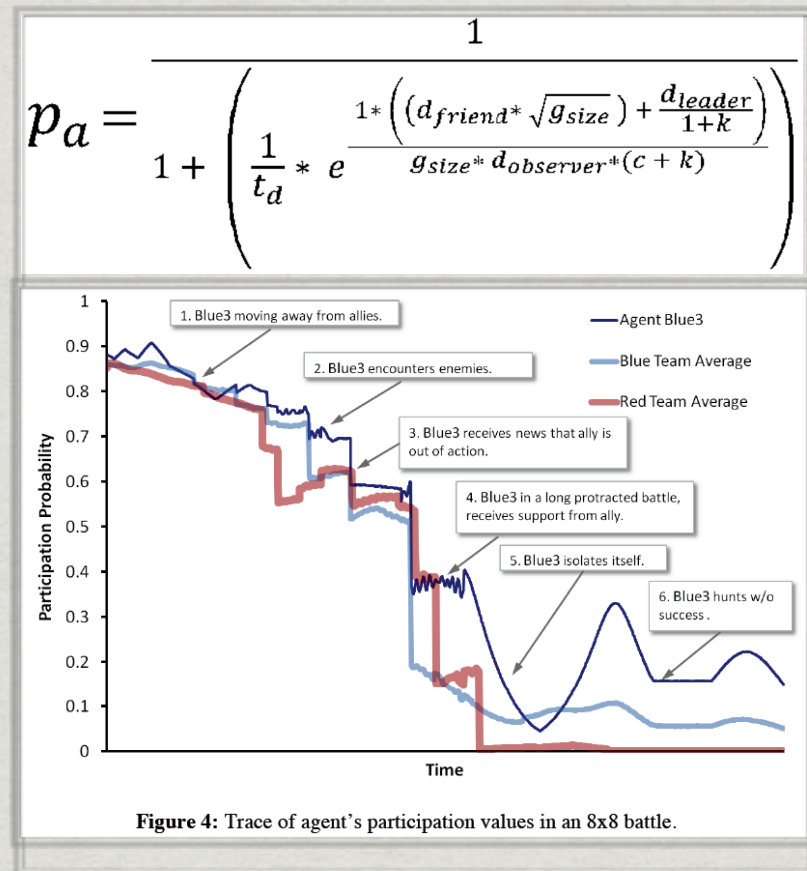 p_a = 1 / (1 + (1/t_d * e^((1*((d_friend* √g_size ) + d_leader/(1+k))) / (g_size* d_observer*(c + k)))))
1
0.9
0.8
0.7
0.6
0.5
0.4
0.3
0.2
0.1
0
Participation Probability
1. Blue3 moving away from allies.
2. Blue3 encounters enemies.
3. Blue3 receives news that ally is
out of action.
4. Blue3 in a long protracted battle,
receives support from ally.
5. Blue3 isolates itself.
6. Blue3 hunts w/o
success .
Agent Blue3
Blue Team Average
Red Team Average
Time
Figure 4: Trace of agent's participation values in an 8x8 battle.